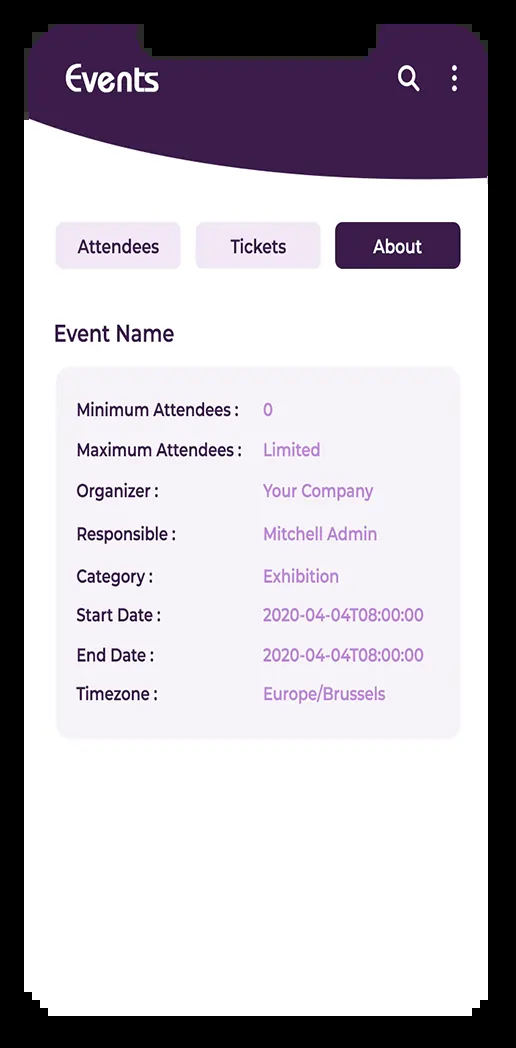 Events
Attendees Tickets About
Event Name
Minimum Attendees : 0
Maximum Attendees : Limited
Organizer : Your Company
Responsible : Mitchell Admin
Category : Exhibition
Start Date : 2020-04-04T08:00:00
End Date : 2020-04-04T08:00:00
Timezone : Europe/Brussels